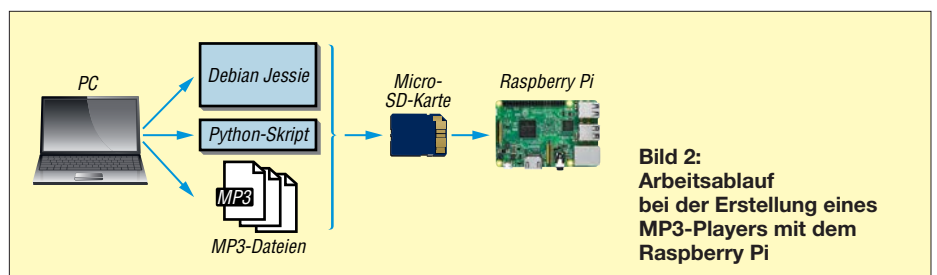 PC
Debian Jessie
Python-Skript
MP3
MP3-Dateien
Micro-
SD-Karte
Raspberry Pi
Bild 2:
Arbeitsablauf
bei der Erstellung eines
MP3-Players mit dem
Raspberry Pi